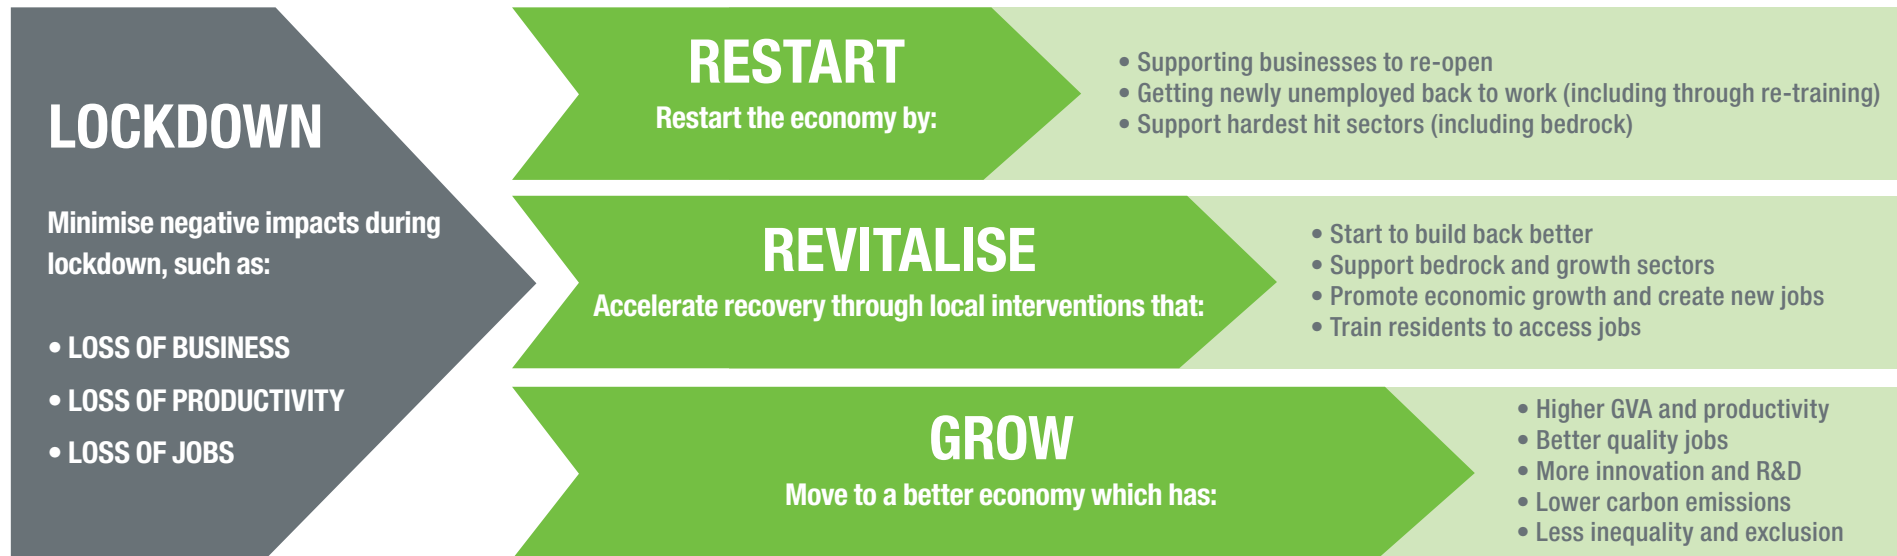 LOCKDOWN
Minimise negative impacts during
lockdown, such as:
• LOSS OF BUSINESS
• LOSS OF PRODUCTIVITY
• LOSS OF JOBS
RESTART
Restart the economy by:
• Supporting businesses to re-open
• Getting newly unemployed back to work (including through re-training)
• Support hardest hit sectors (including bedrock)
REVITALISE
Accelerate recovery through local interventions that:
• Start to build back better
• Support bedrock and growth sectors
• Promote economic growth and create new jobs
• Train residents to access jobs
GROW
Move to a better economy which has:
• Higher GVA and productivity
• Better quality jobs
• More innovation and R&D
• Lower carbon emissions
• Less inequality and exclusion